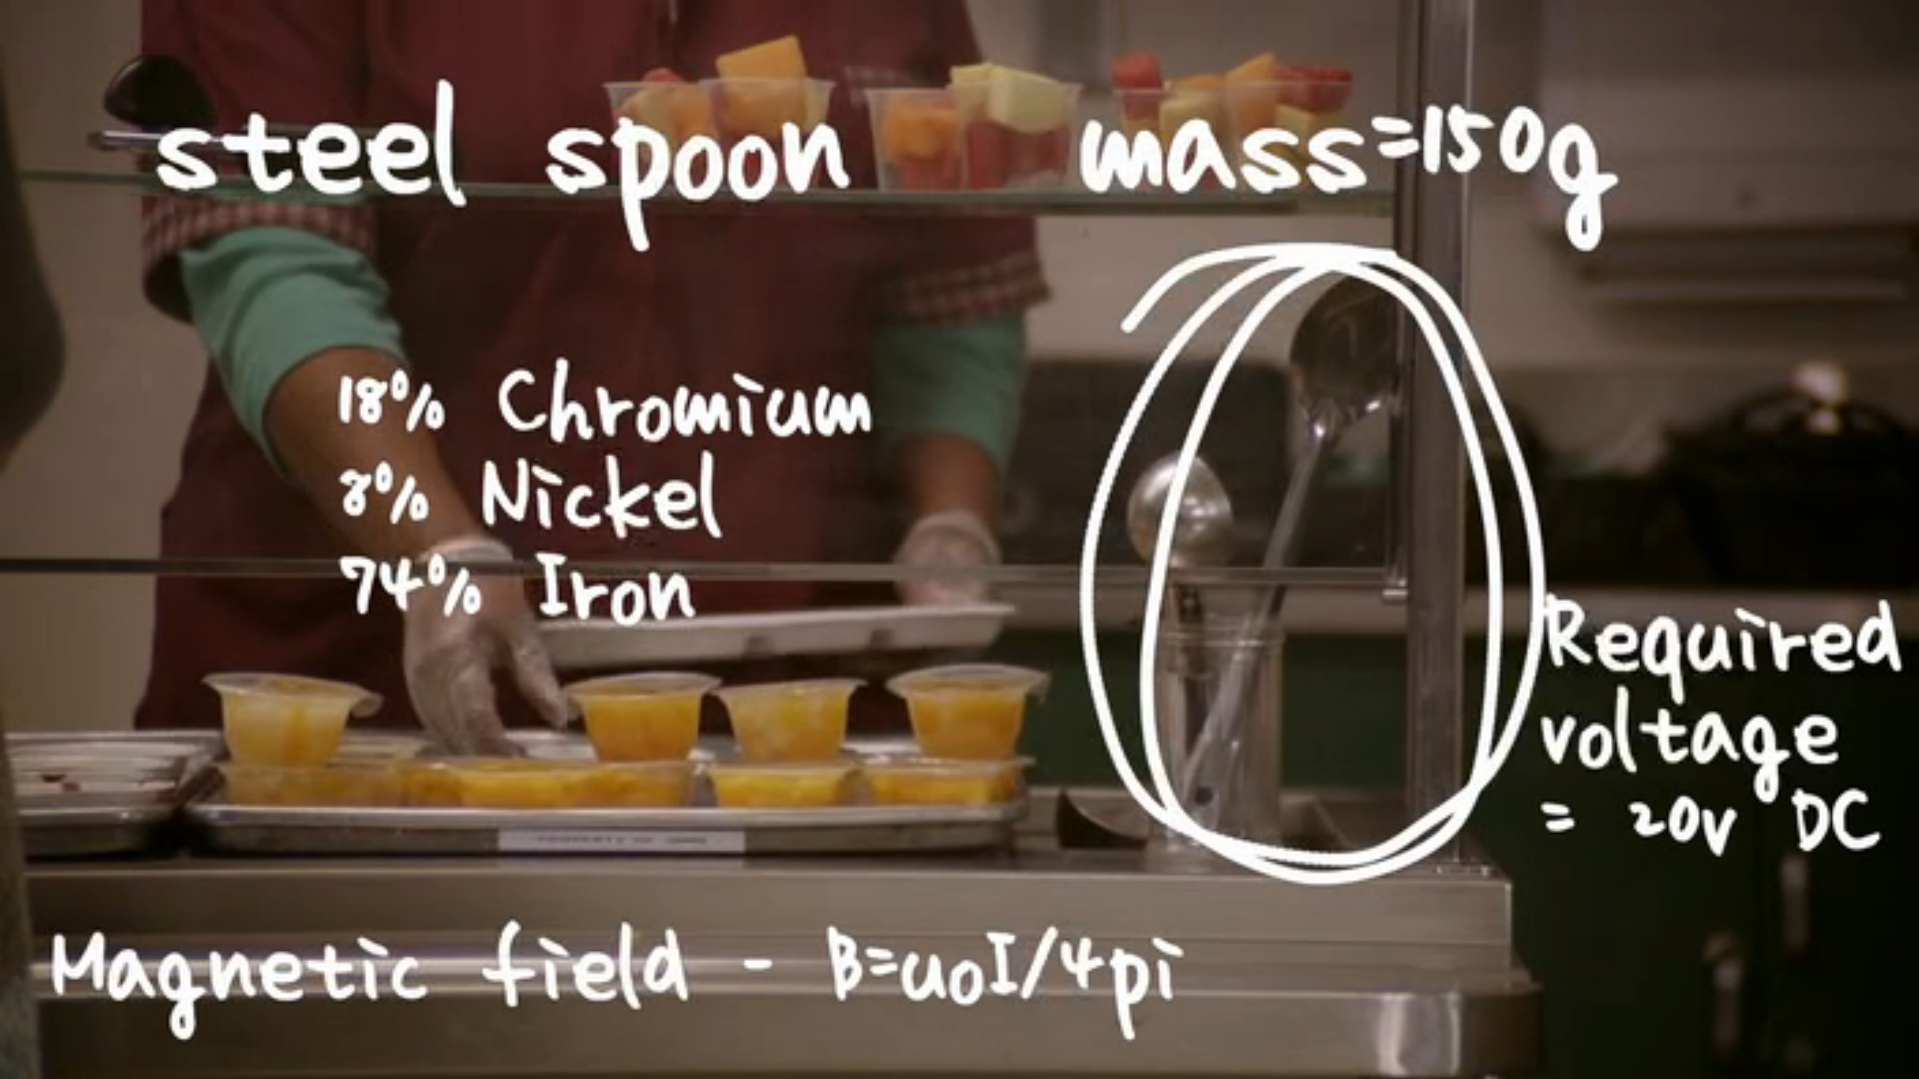 steel spoon mass=150g
18% Chromium
8% Nickel
74% Iron
Required
voltage
= 20v DC
Magnetic field - B=uoI/4pi